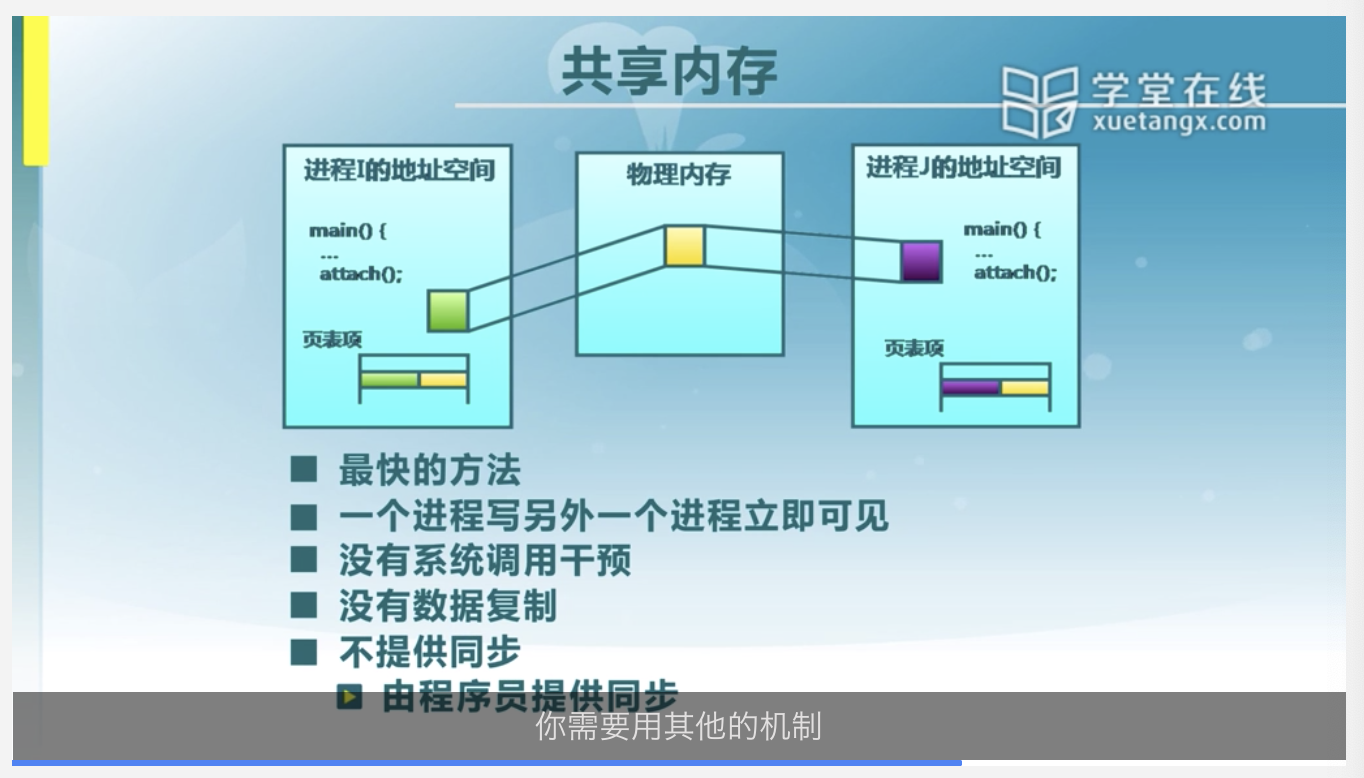 共享内存
学堂在线
xuetangx.com
进程I的地址空间
main() {
...
attach();
页表项
物理内存
进程J的地址空间
main() {
...
attach();
页表项
最快的方法
一个进程写另外一个进程立即可见
没有系统调用干预
没有数据复制
不提供同步
由程序员提供同步
你需要用其他的机制